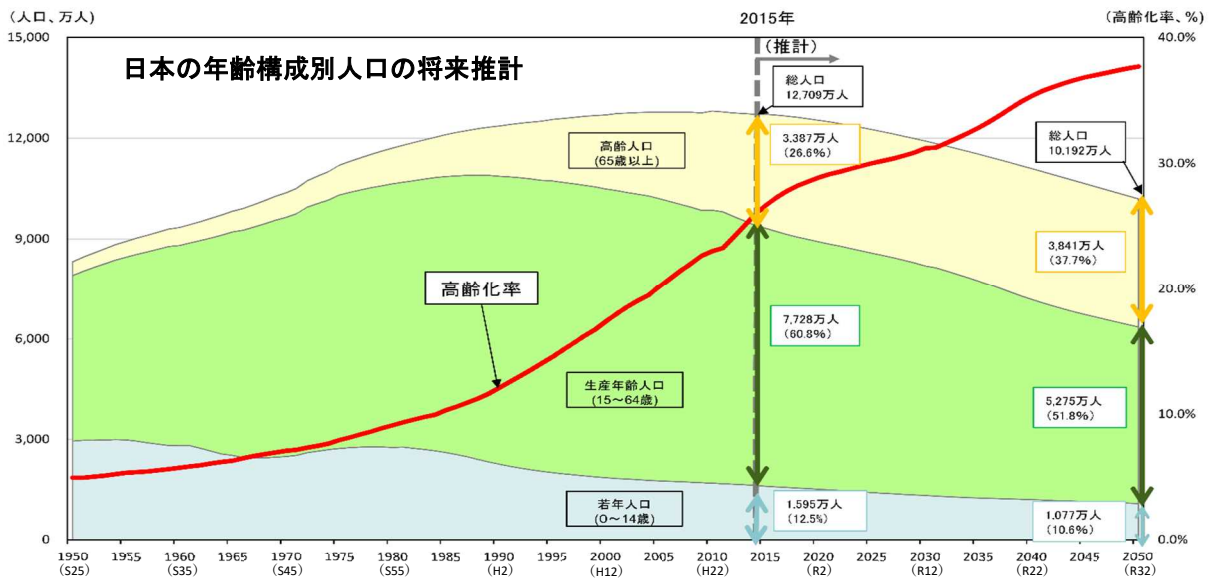 （人口、万人）
2015年
（高齢化率、%）
15,000
40.0%
日本の年齢構成別人口の将来推計
（推計）
総人口
12,709万人
12,000
3,387万人
（26.6%）
総人口
10,192万人
高齢人口
（65歳以上）
30.0%
9,000
3,841万人
（37.7%）
高齢化率
20.0%
7,728万人
（60.8%）
6,000
生産年齢人口
（15～64歳）
5,275万人
（51.8%）
10.0%
3,000
若年人口
（0～14歳）
1,595万人
（12.5%）
1,077万人
（10.6%）
0
0.0%
1950 1955 1960 1965 1970 1975 1980 1985 1990 1995 2000 2005 2010 2015 2020 2025 2030 2035 2040 2045 2050
（S25） （S35） （S45） （S55） （H2） （H12） （H22） （R2） （R12） （R22） （R32）